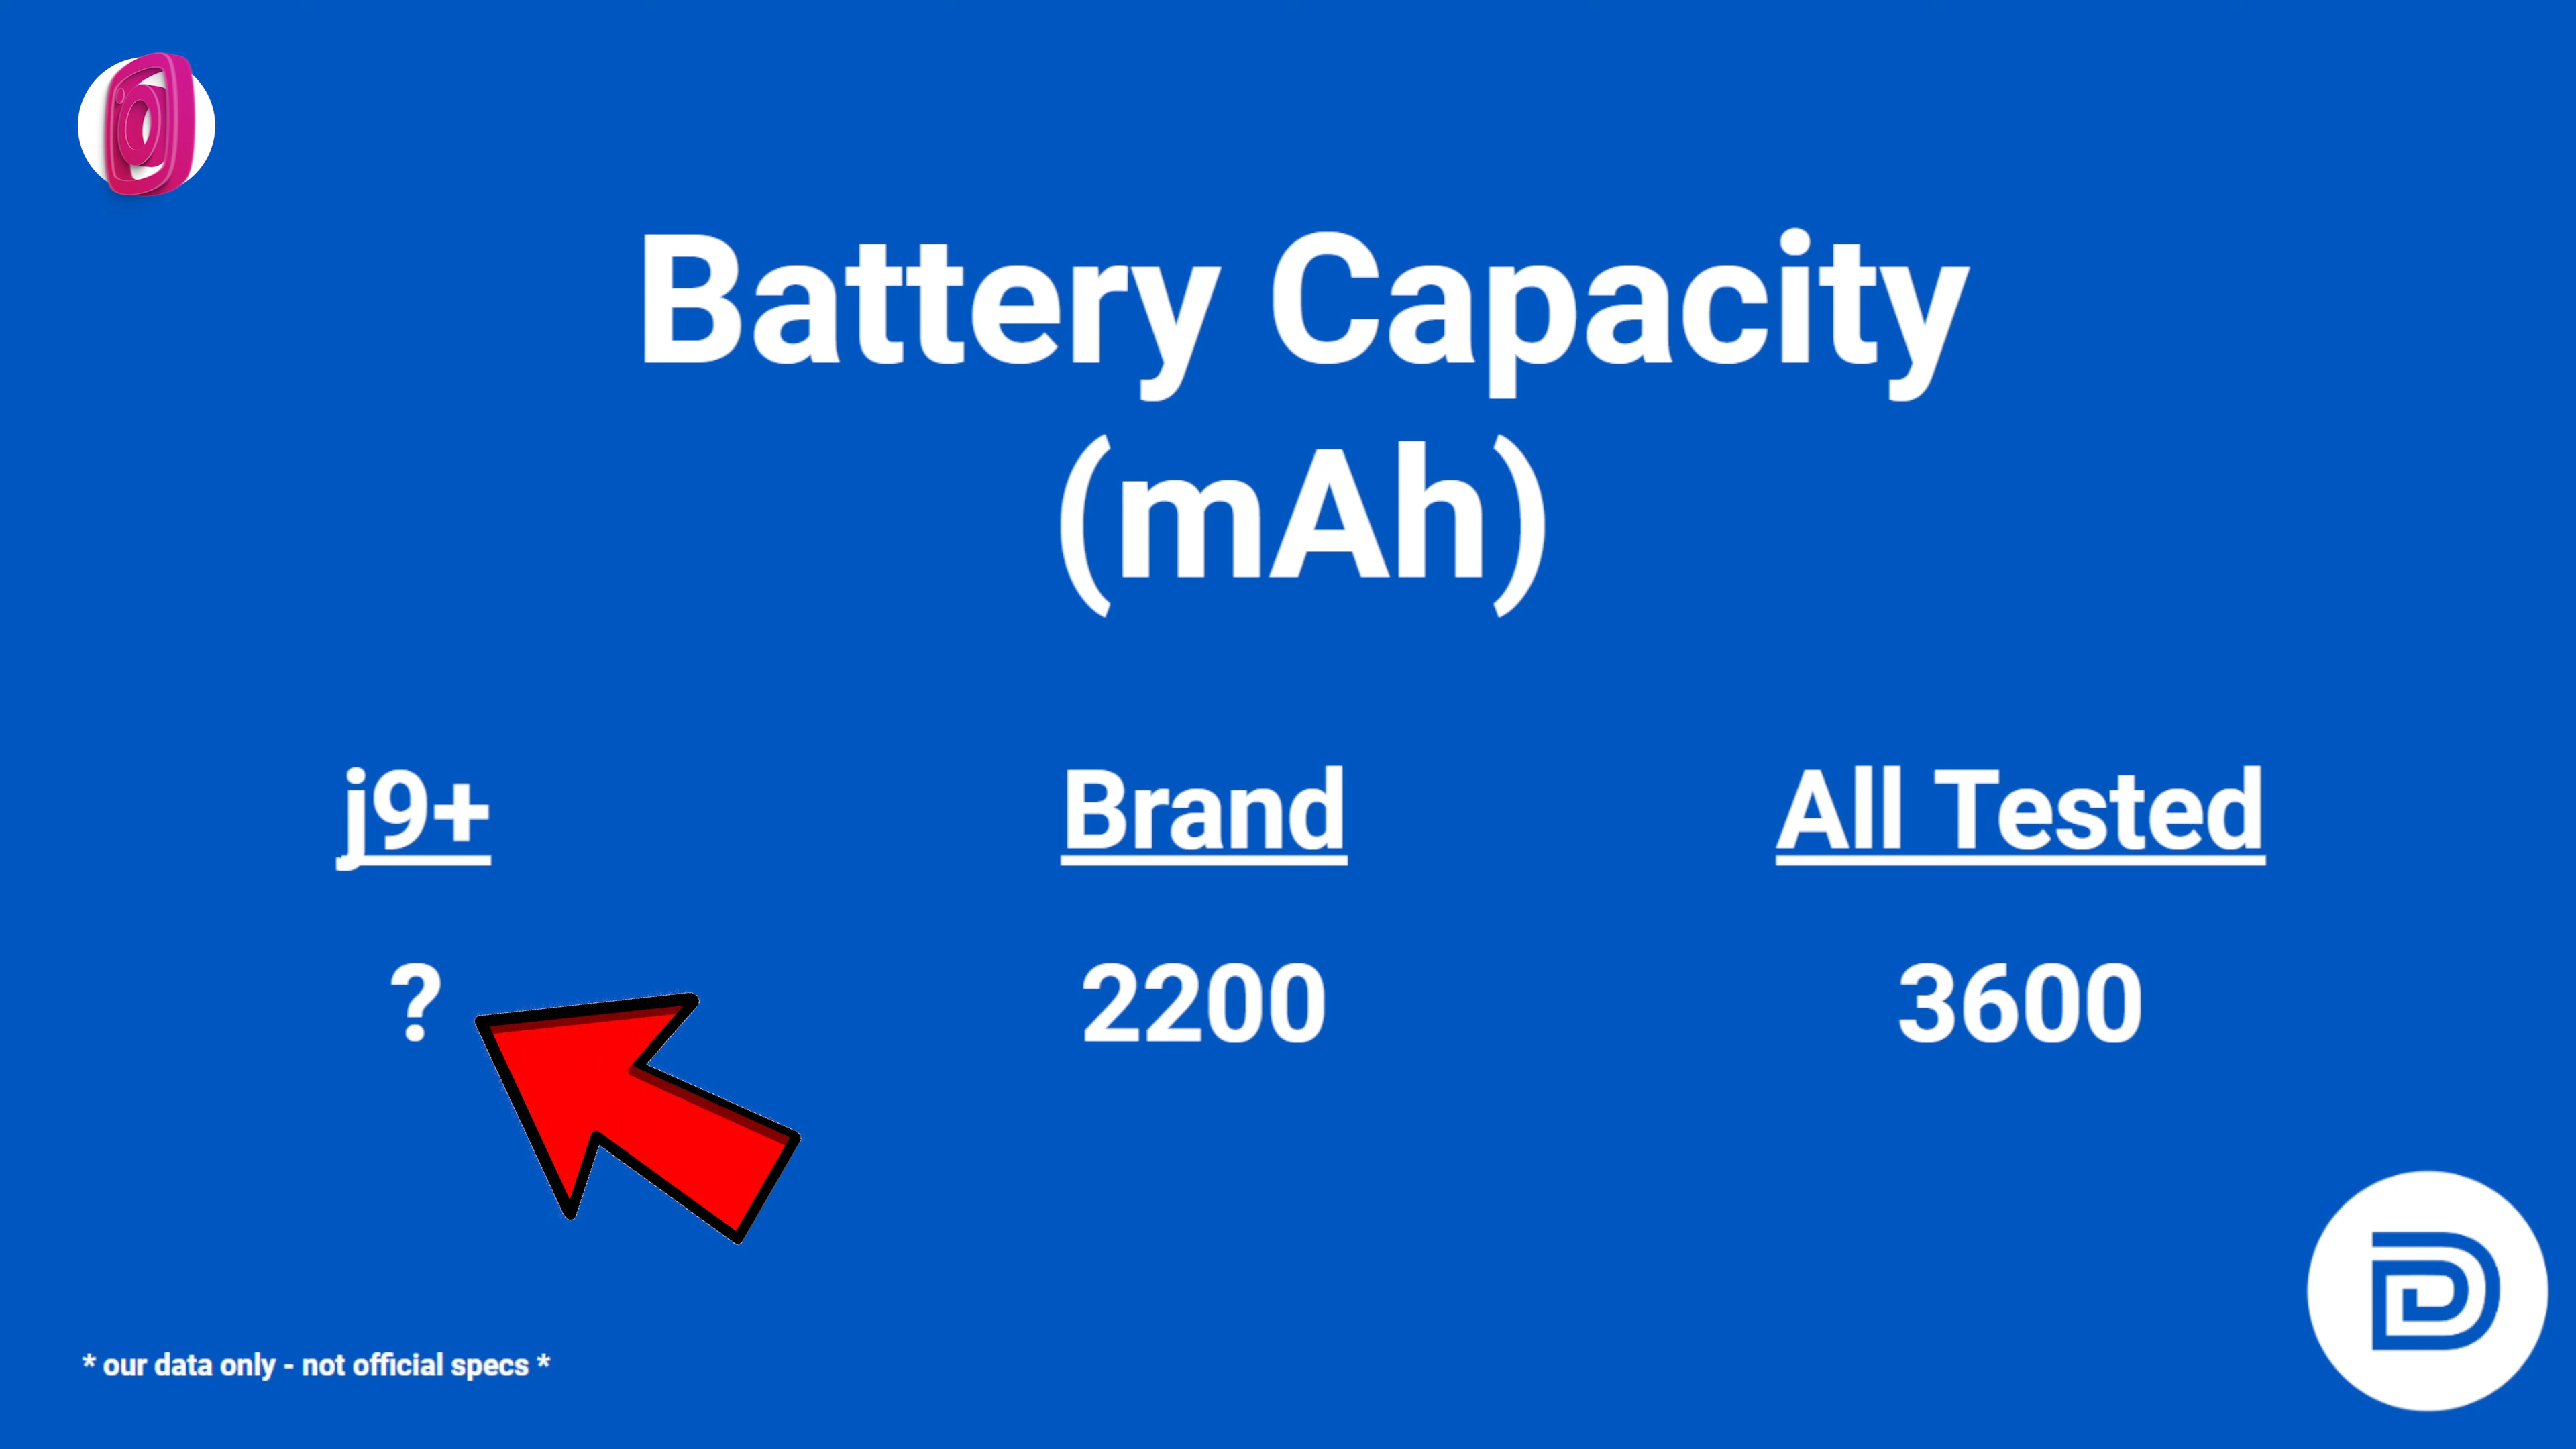 Battery Capacity
(mAh)
j9+ Brand All Tested
? 2200 3600
* our data only - not official specs *